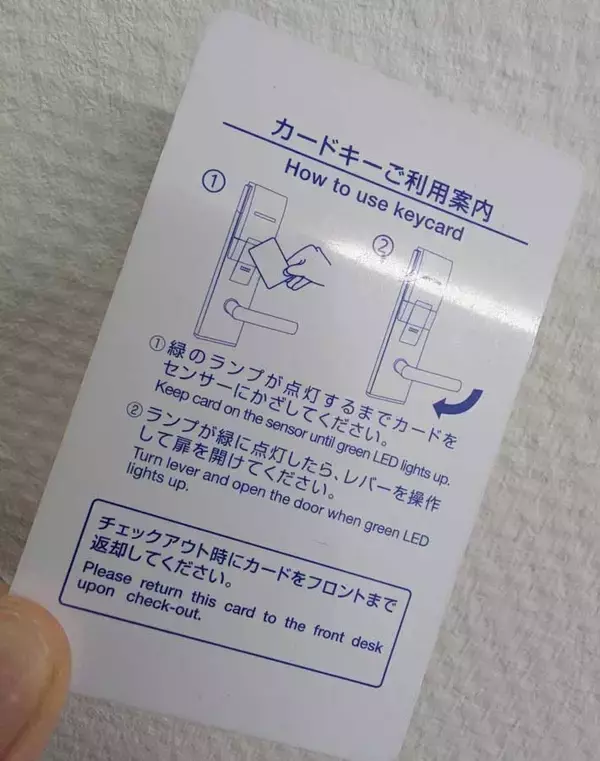 カードキーご利用案内
How to use keycard
①
②
①緑のランプが点灯するまでカードを
センサーにかざしてください。
Keep card on the sensor until green LED lights up.
②ランプが緑に点灯したら、レバーを操作
して扉を開けてください。
Turn lever and open the door when green LED
lights up.
チェックアウト時にカードをフロントまで
返却してください。
Please return this card to the front desk
upon check-out.